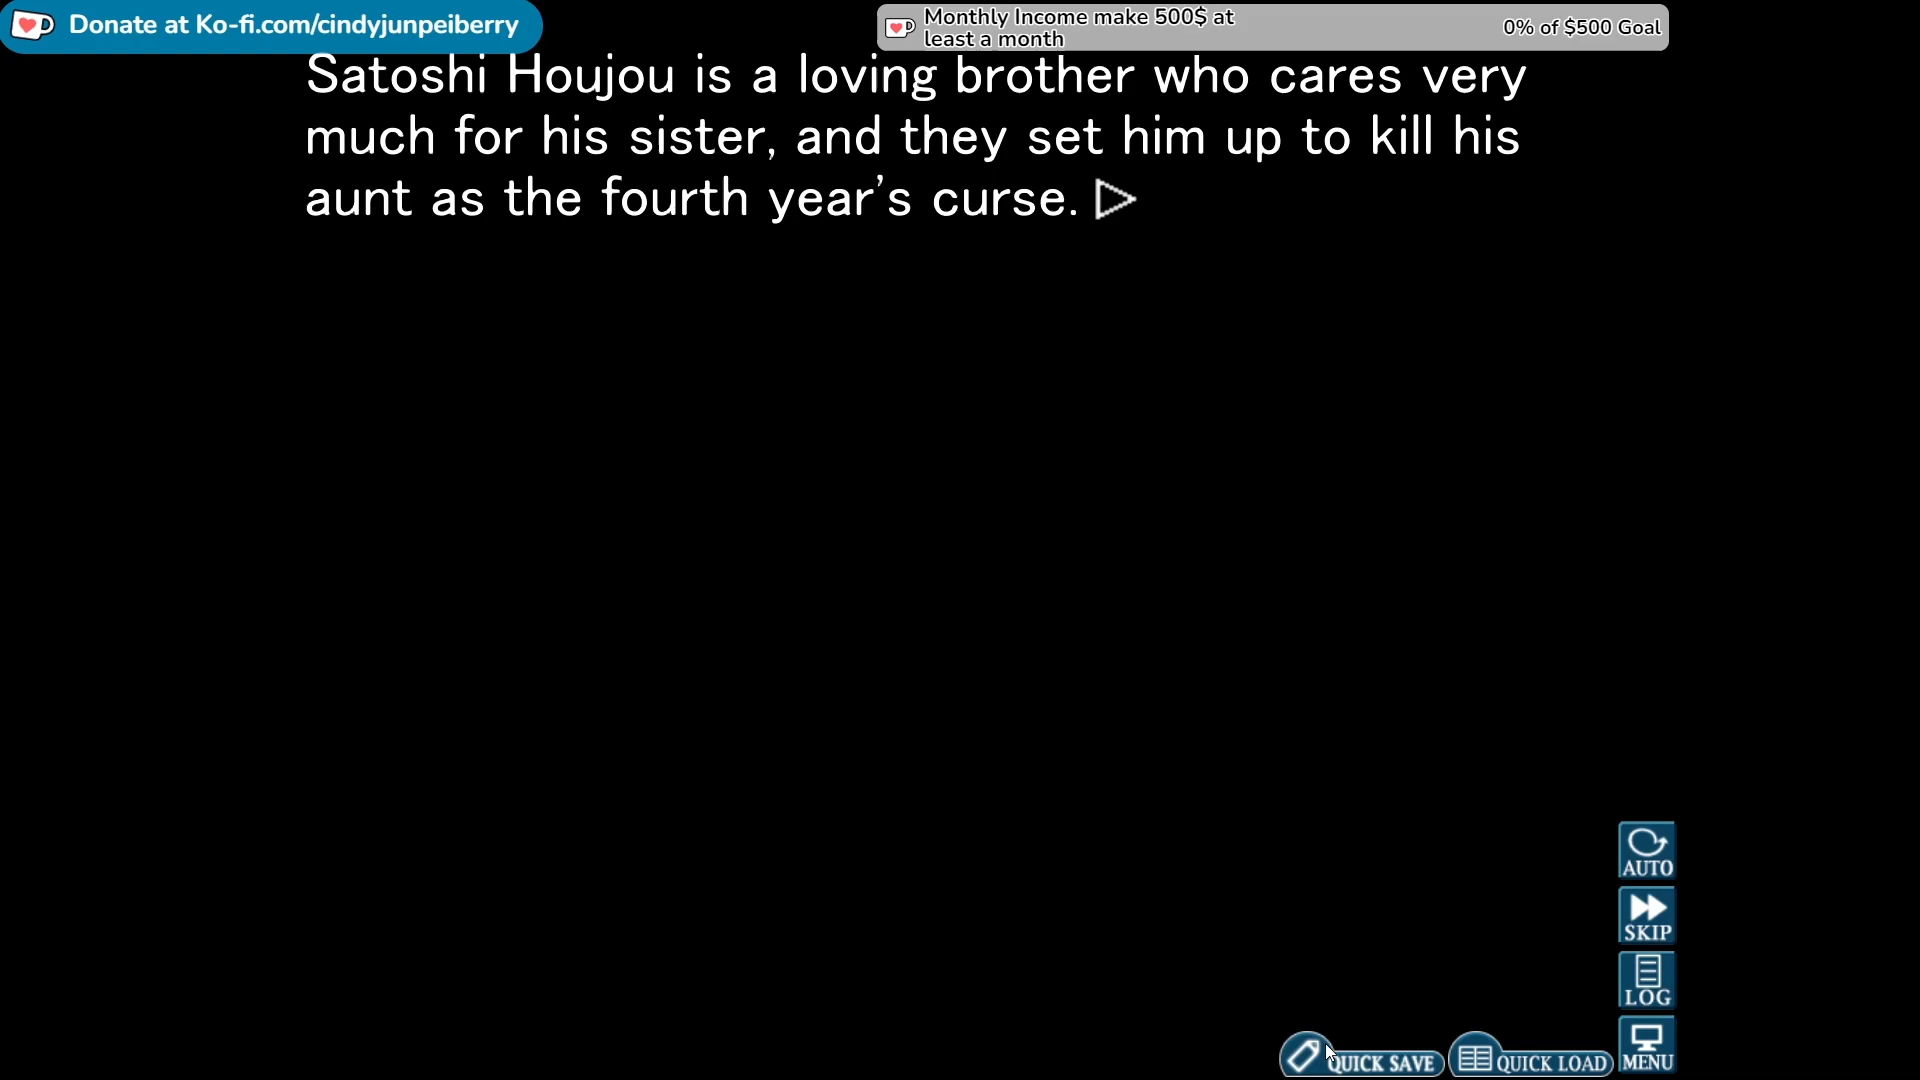 Donate at Ko-fi.com/cindyjunpeiberry
Monthly Income make 500$ at
least a month
0% of $500 Goal
Satoshi Houjou is a loving brother who cares very
much for his sister, and they set him up to kill his
aunt as the fourth year's curse.
AUTO
SKIP
LOG
MENU
QUICK SAVE
QUICK LOAD